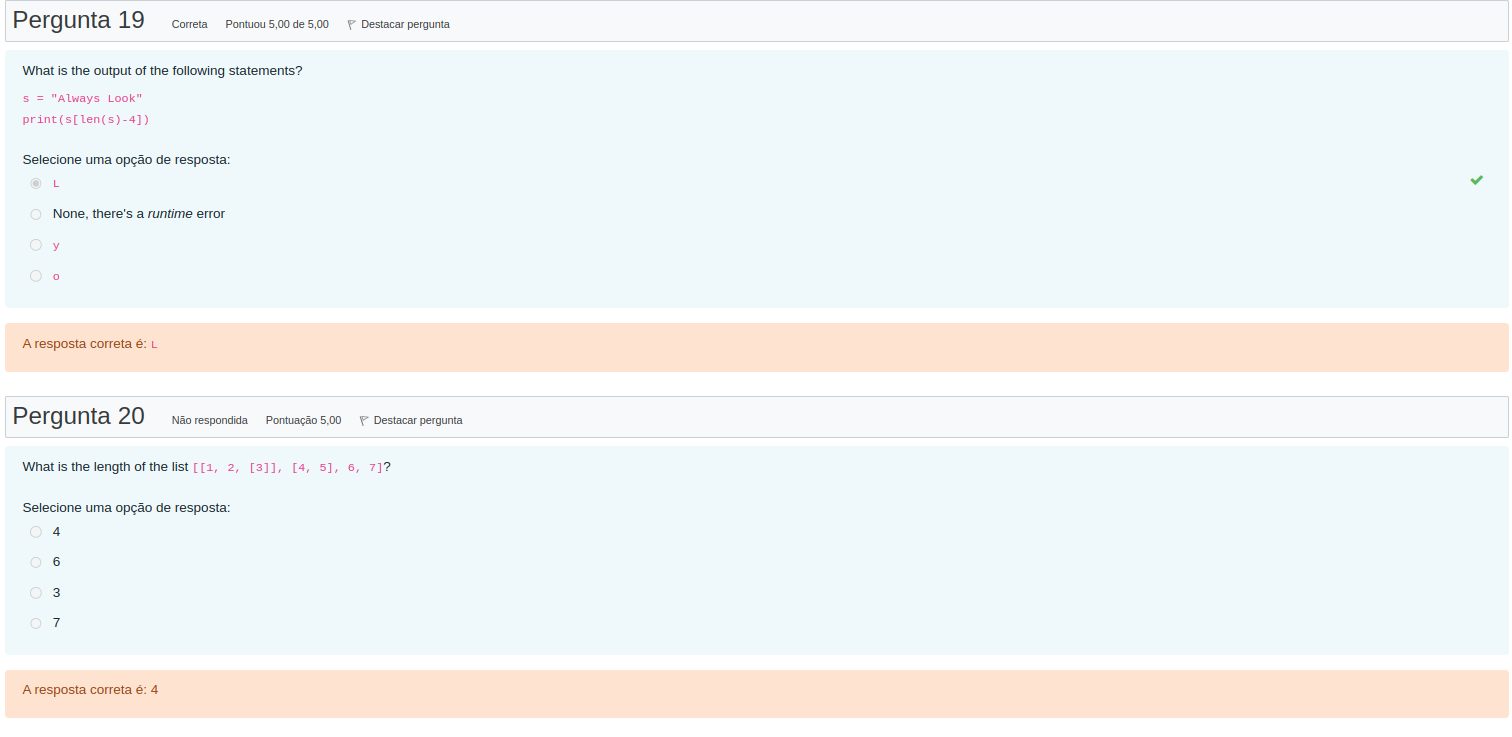 Pergunta 19 Correta Pontuou 5,00 de 5,00 Destacar pergunta
What is the output of the following statements?
s = "Always Look"
print(s[len(s)-4])
Selecione uma opção de resposta:
L
None, there's a runtime error
y
o
A resposta correta é: L
Pergunta 20 Não respondida Pontuação 5,00 Destacar pergunta
What is the length of the list [[1, 2, [3]], [4, 5], 6, 7]?
Selecione uma opção de resposta:
4
6
3
7
A resposta correta é: 4